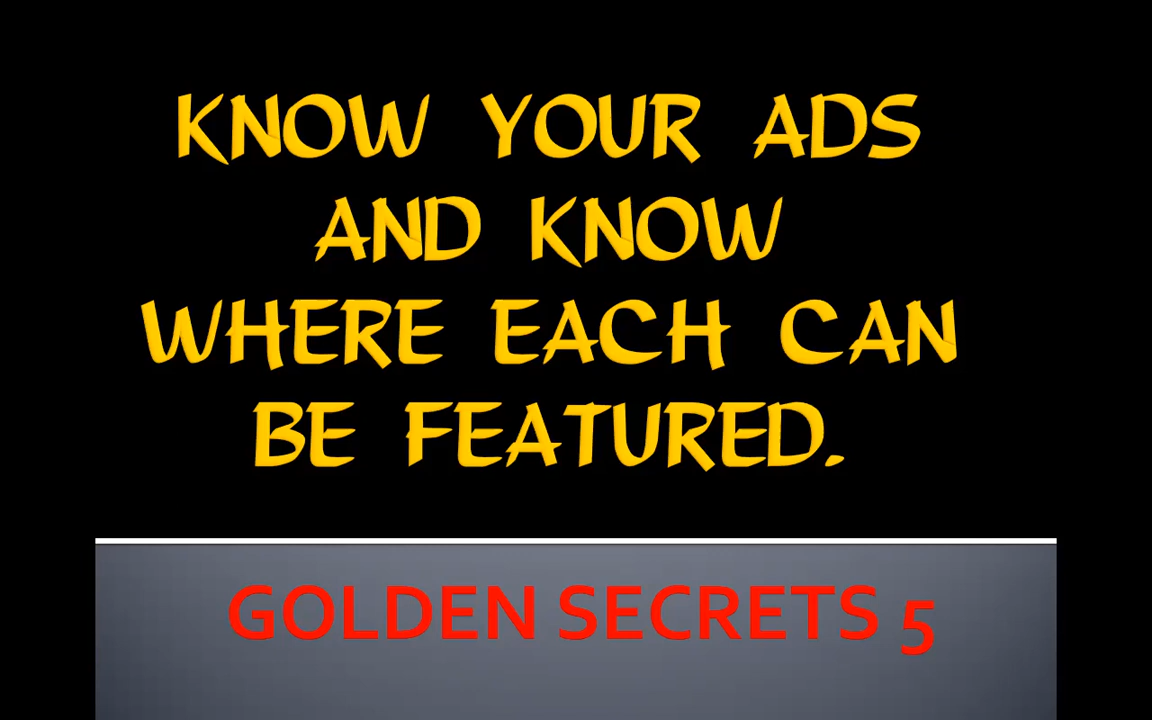 KNOW YOUR ADS
AND KNOW
WHERE EACH CAN
BE FEATURED.
GOLDEN SECRETS 5